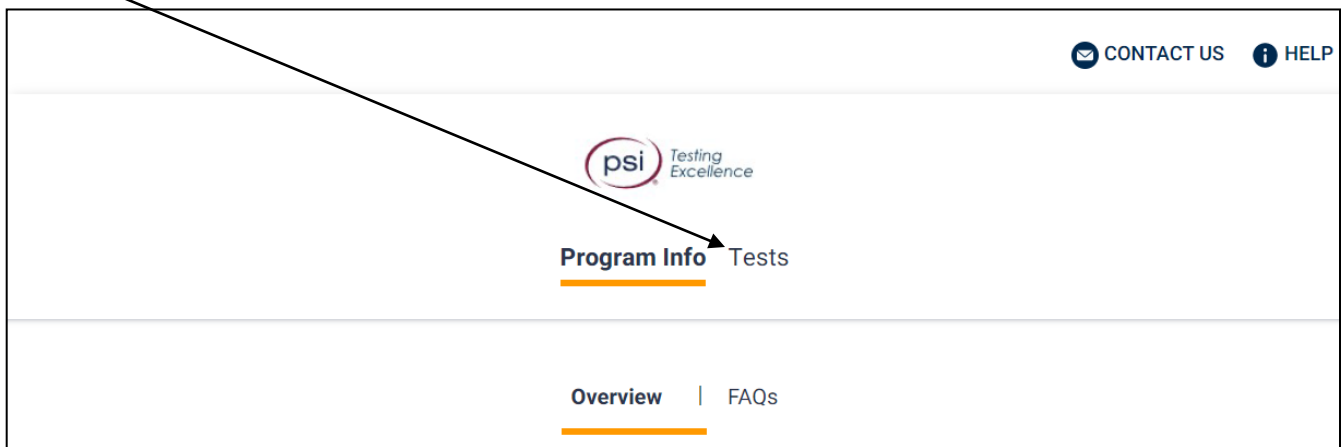 CONTACT US HELP
psi Testing
Excellence
Program Info Tests
Overview | FAQs